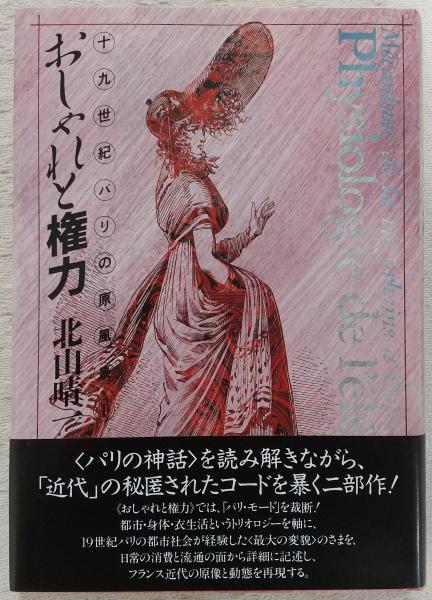 十九世紀パリの原風景
おしゃれと権力
北山晴一
Physiologie de l'élé
〈パリの神話〉を読み解きながら、
「近代」の秘匿されたコードを暴く二部作!
《おしゃれと権力》では、「パリ・モード」を裁断!
都市・身体・衣生活というトリオロジーを軸に、
19世紀パリの都市社会が経験した〈最大の変貌〉のさまを、
日常の消費と流通の面から詳細に記述し、
フランス近代の原像と動態を再現する。